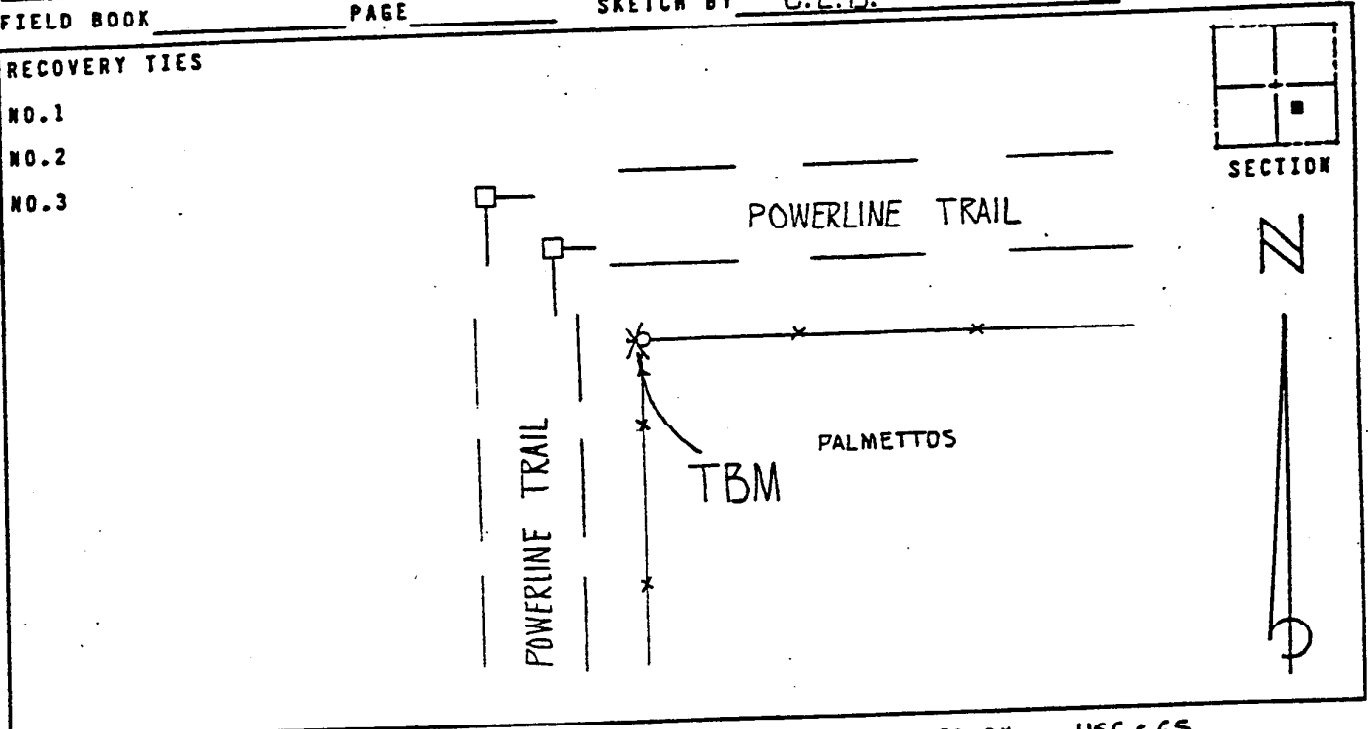 FIELD BOOK PAGE SKETCH BY
RECOVERY TIES
NO.1
NO.2
NO.3
SECTION
N
POWERLINE TRAIL
PALMETTOS
TBM
POWERLINE TRAIL